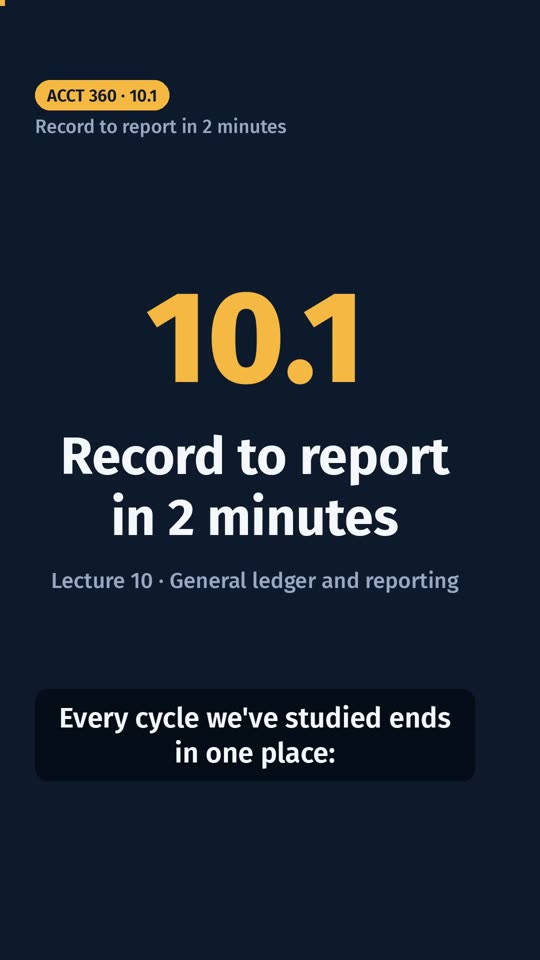 ACCT 360 · 10.1
Record to report in 2 minutes
10.1
Record to report
in 2 minutes
Lecture 10 · General ledger and reporting
Every cycle we've studied ends
in one place: